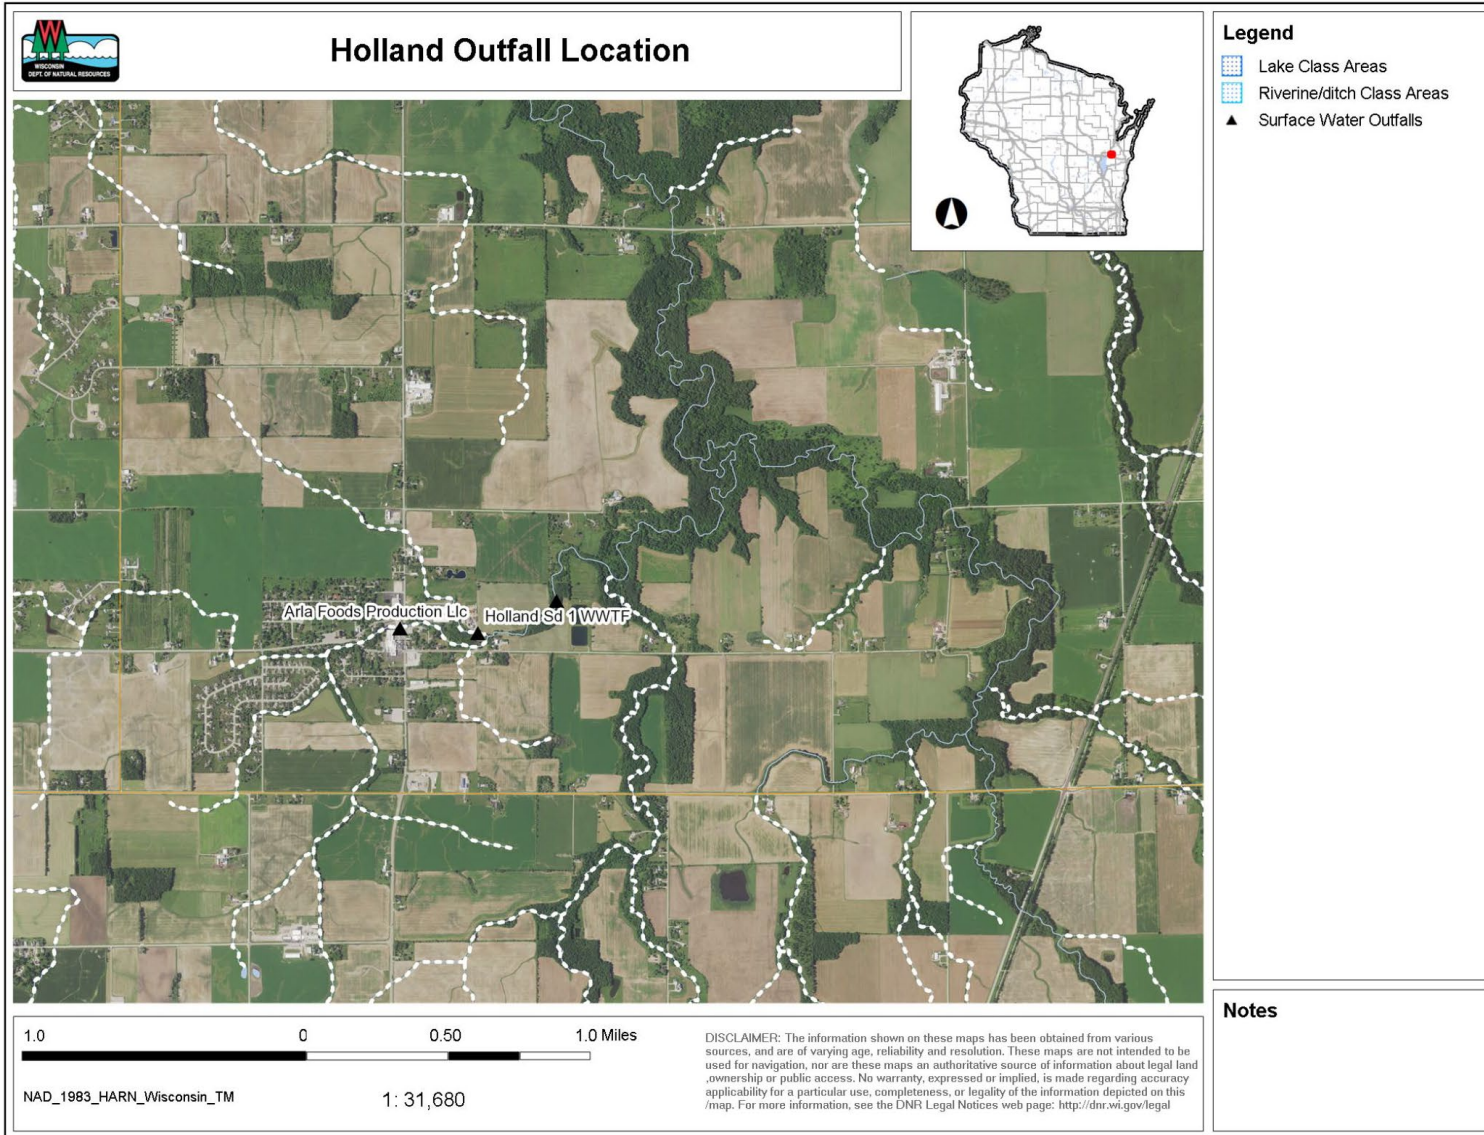 WISCONSIN
DEPT. OF NATURAL RESOURCES
Holland Outfall Location
Legend
Lake Class Areas
Riverine/ditch Class Areas
Surface Water Outfalls
Arla Foods Production Llc
Holland Sd 1 WWTF
1.0 0 0.50 1.0 Miles
NAD_1983_HARN_Wisconsin_TM
1: 31,680
DISCLAIMER: The information shown on these maps has been obtained from various
sources, and are of varying age, reliability and resolution. These maps are not intended to be
used for navigation, nor are these maps an authoritative source of information about legal land
,ownership or public access. No warranty, expressed or implied, is made regarding accuracy
applicability for a particular use, completeness, or legality of the information depicted on this
/map. For more information, see the DNR Legal Notices web page: http://dnr.wi.gov/legal
Notes